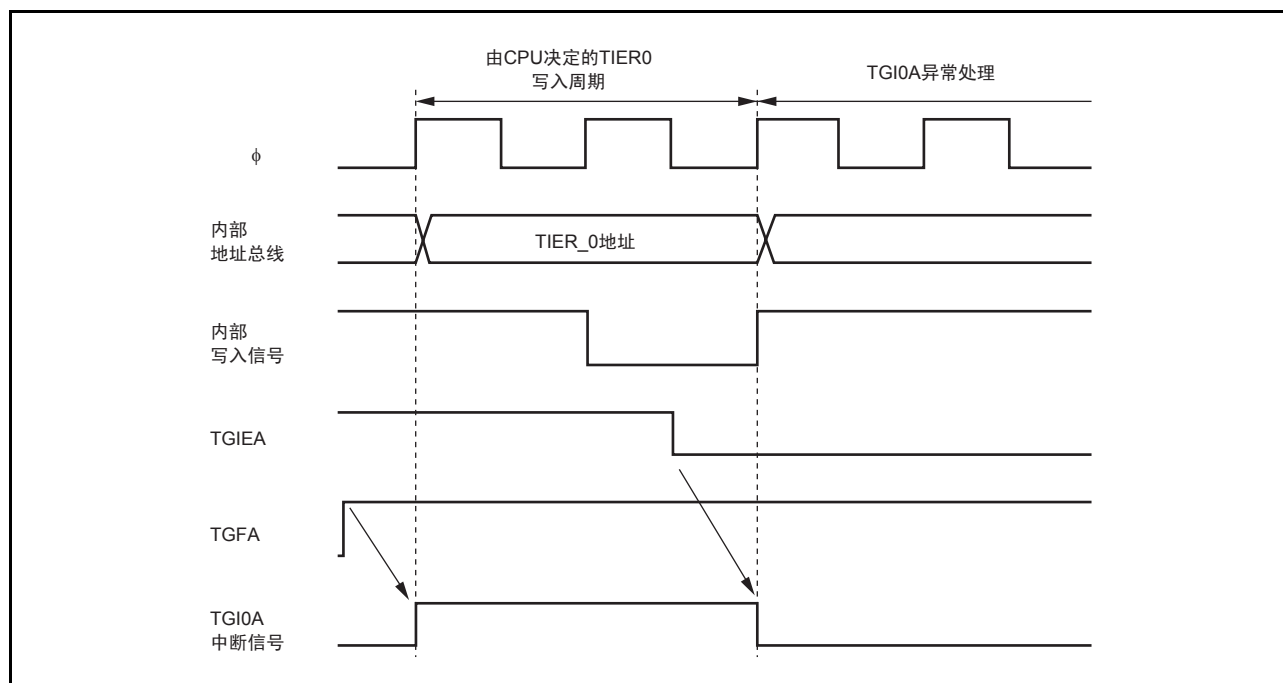 由CPU决定的TIER0
写入周期
TGI0A异常处理
ϕ
内部
地址总线
TIER_0地址
内部
写入信号
TGIEA
TGFA
TGI0A
中断信号